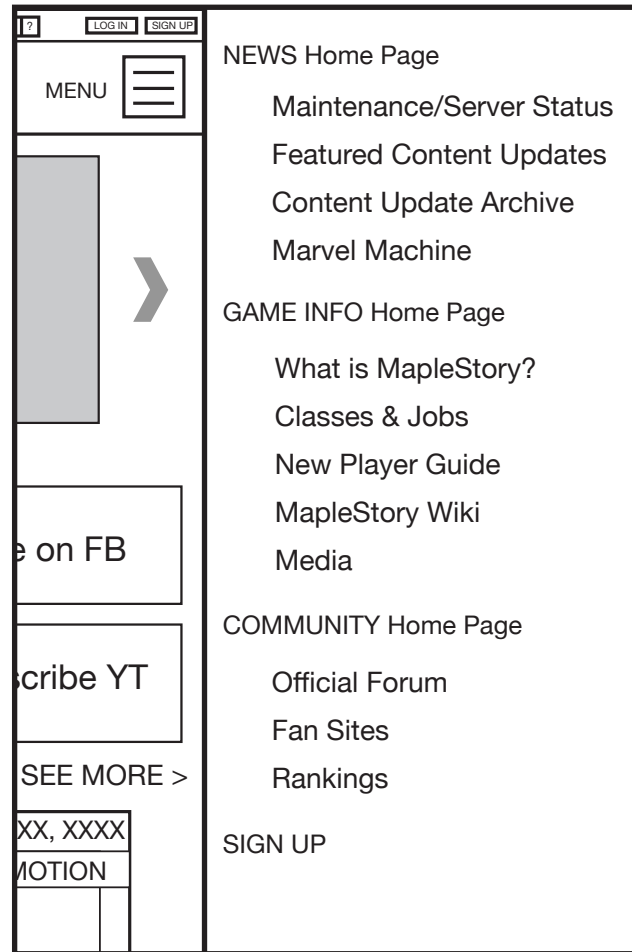 ?
LOG IN
SIGN UP
MENU
e on FB
scribe YT
SEE MORE >
XX, XXXX
MOTION
NEWS Home Page
Maintenance/Server Status
Featured Content Updates
Content Update Archive
Marvel Machine
GAME INFO Home Page
What is MapleStory?
Classes & Jobs
New Player Guide
MapleStory Wiki
Media
COMMUNITY Home Page
Official Forum
Fan Sites
Rankings
SIGN UP